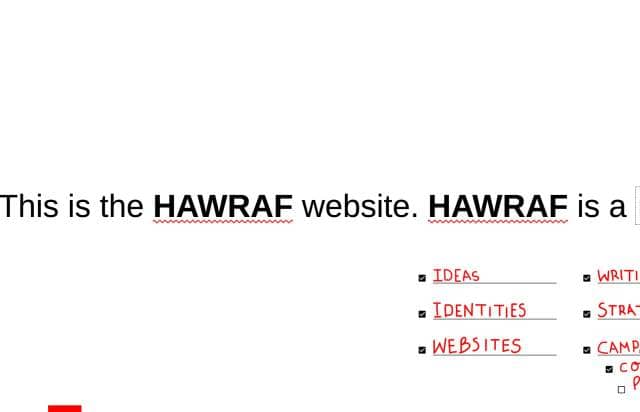 This is the HAWRAF website. HAWRAF is a
IDEAS WRITI
IDENTITIES STRAT
WEBSITES CAMP
CO
P